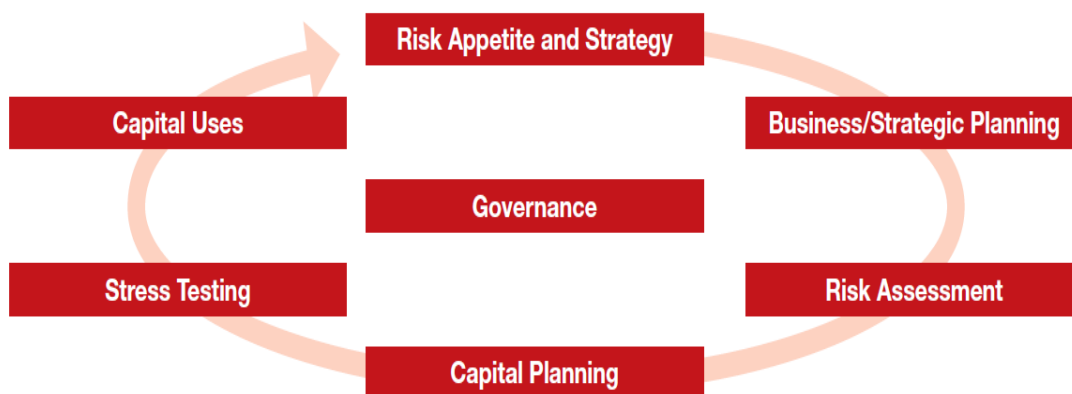 Risk Appetite and Strategy
Capital Uses
Business/Strategic Planning
Governance
Stress Testing
Risk Assessment
Capital Planning